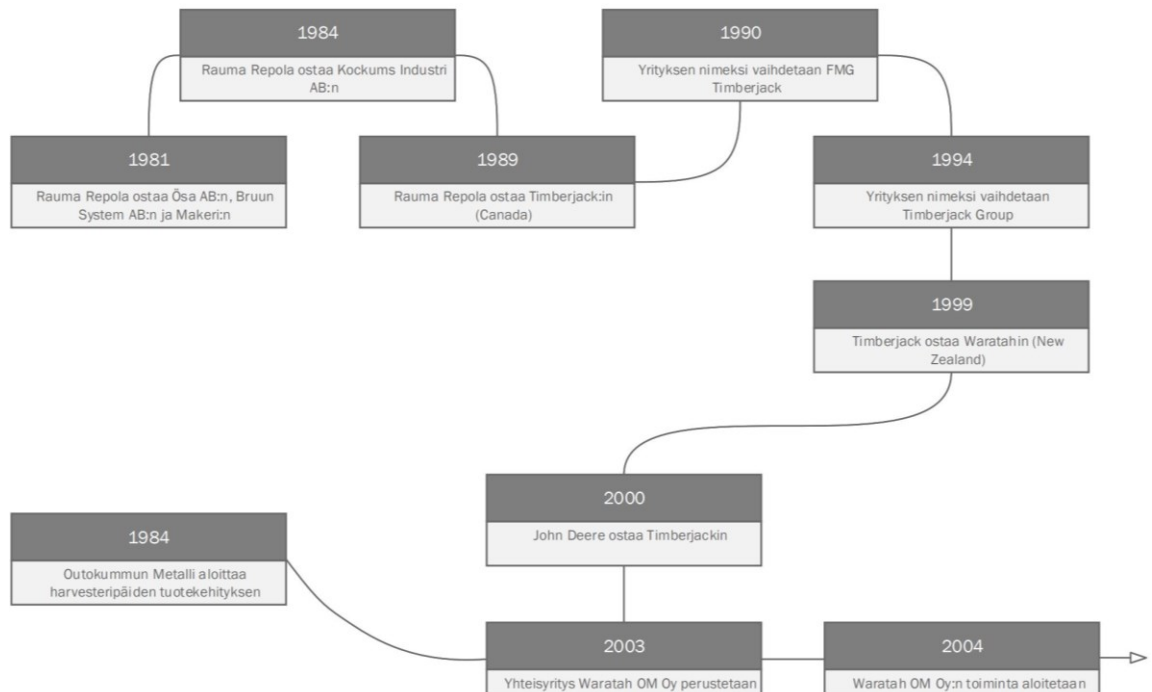 1984
Rauma Repola ostaa Kockums Industri
AB:n
1990
Yrityksen nimeksi vaihdetaan FMG
Timberjack
1981
Rauma Repola ostaa Ösa AB:n, Bruun
System AB:n ja Makeri:n
1989
Rauma Repola ostaa Timberjack:in
(Canada)
1994
Yrityksen nimeksi vaihdetaan
Timberjack Group
1999
Timberjack ostaa Waratahin (New
Zealand)
2000
John Deere ostaa Timberjackin
1984
Outokummun Metalli aloittaa
harvesteripäiden tuotekehityksen
2003
Yhteisyritys Waratah OM Oy perustetaan
2004
Waratah OM Oy:n toiminta aloitetaan